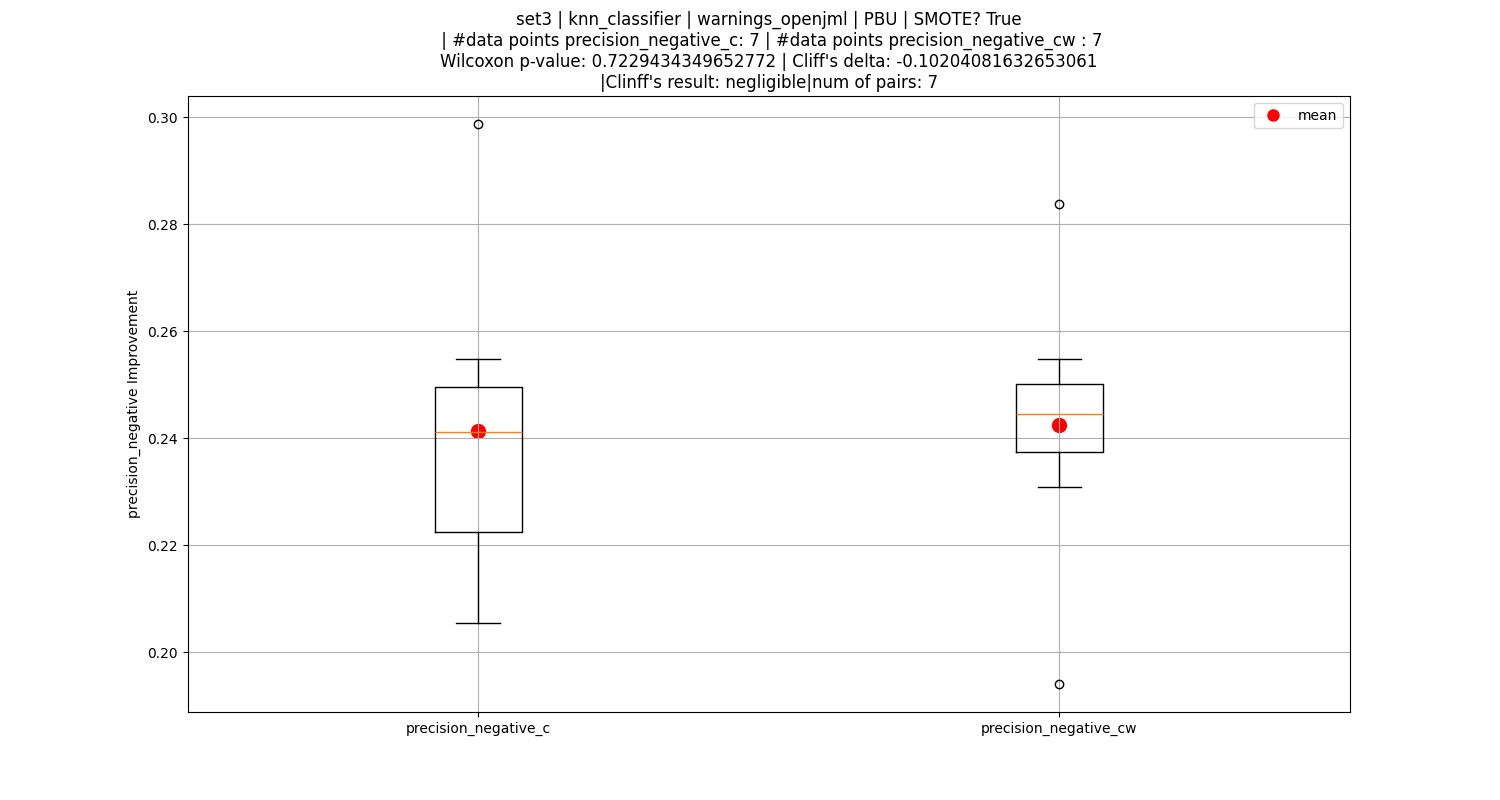 set3 | knn_classifier | warnings_openjml | PBU | SMOTE? True
| #data points precision_negative_c: 7 | #data points precision_negative_cw : 7
Wilcoxon p-value: 0.7229434349652772 | Cliff's delta: -0.10204081632653061
|Clinff's result: negligible|num of pairs: 7
mean
0.30
0.28
0.26
0.24
0.22
0.20
precision_negative Improvement
precision_negative_c
precision_negative_cw